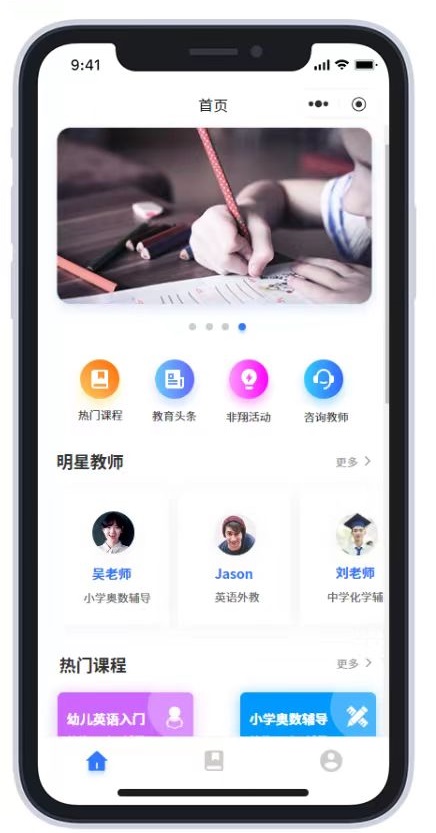 9:41
首页
热门课程
教育头条
非翔活动
咨询教师
明星教师
更多
吴老师
Jason
刘老师
小学奥数辅导
英语外教
中学化学辅
热门课程
更多
幼儿英语入门
小学奥数辅导